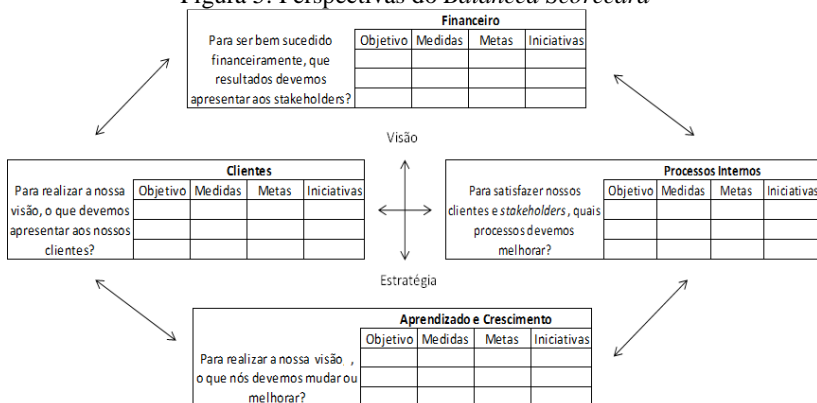 Figura 3: Perspectivas do Balanced Scorecard
Financeiro
Para ser bem sucedido
financeiramente, que
resultados devemos
apresentar aos stakeholders?
Objetivo Medidas Metas Iniciativas
Visão
Clientes
Para realizar a nossa
visão, o que devemos
apresentar aos nossos
clientes?
Objetivo Medidas Metas Iniciativas
Processos Internos
Para satisfazer nossos
clientes e stakeholders, quais
processos devemos
melhorar?
Objetivo Medidas Metas Iniciativas
Estratégia
Aprendizado e Crescimento
Objetivo Medidas Metas Iniciativas
Para realizar a nossa visão ,
o que nós devemos mudar ou
melhorar?